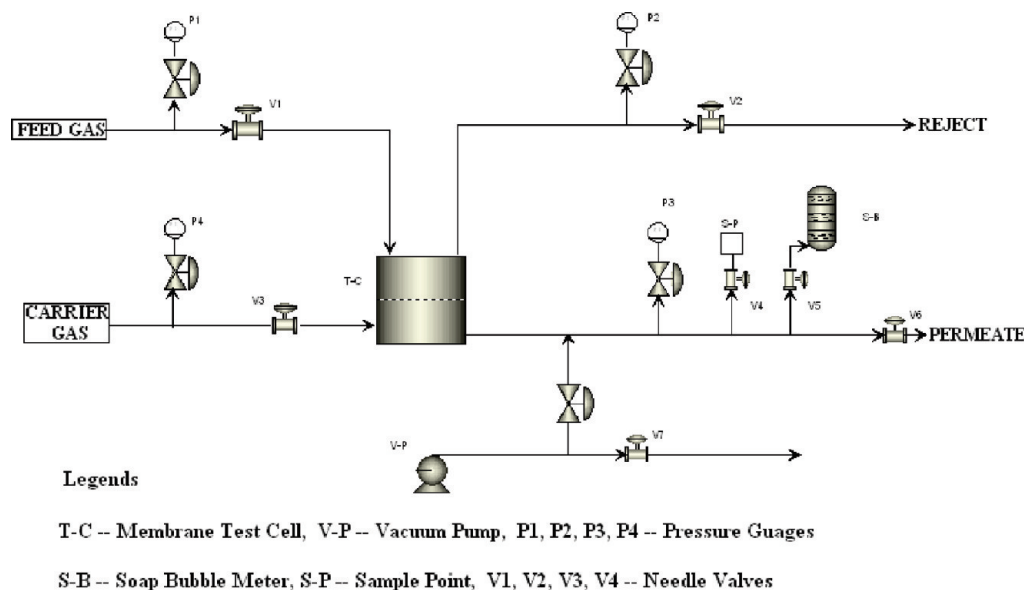 P1
P2
V1
V2
FEED GAS
REJECT
P4
P3
S-P
S-B
T-C
CARRIER
GAS
V3
V4
V5
V6
PERMEATE
V-P
V7
Legends
T-C -- Membrane Test Cell, V-P -- Vacuum Pump, P1, P2, P3, P4 -- Pressure Guages
S-B -- Soap Bubble Meter, S-P -- Sample Point, V1, V2, V3, V4 -- Needle Valves